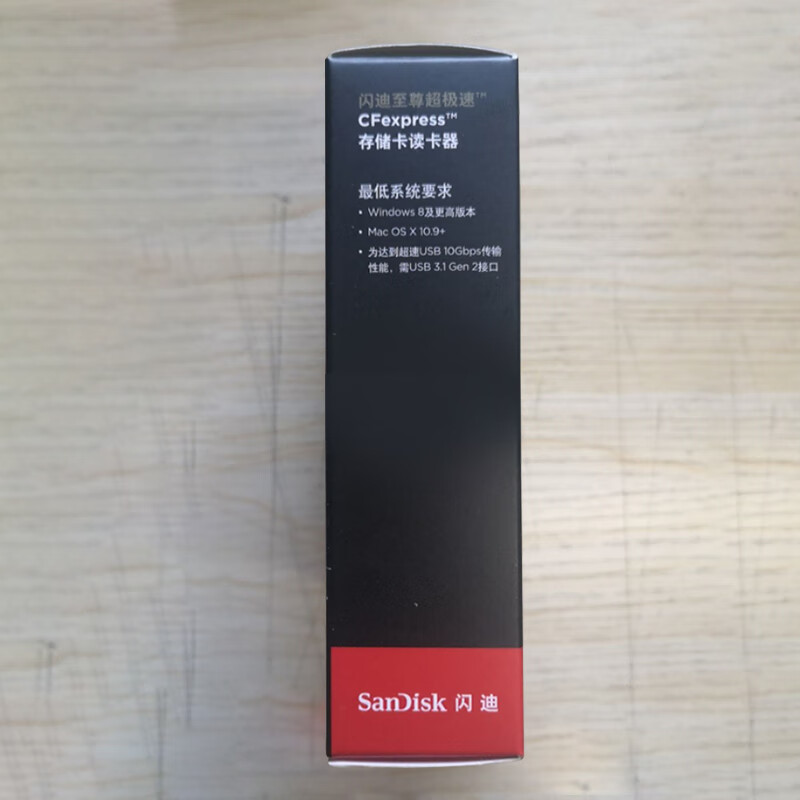 闪迪至尊超极速™
CFexpress™
存储卡读卡器
最低系统要求
• Windows 8及更高版本
• Mac OS X 10.9+
• 为达到超速USB 10Gbps传输
性能，需USB 3.1 Gen 2接口
SanDisk 闪迪